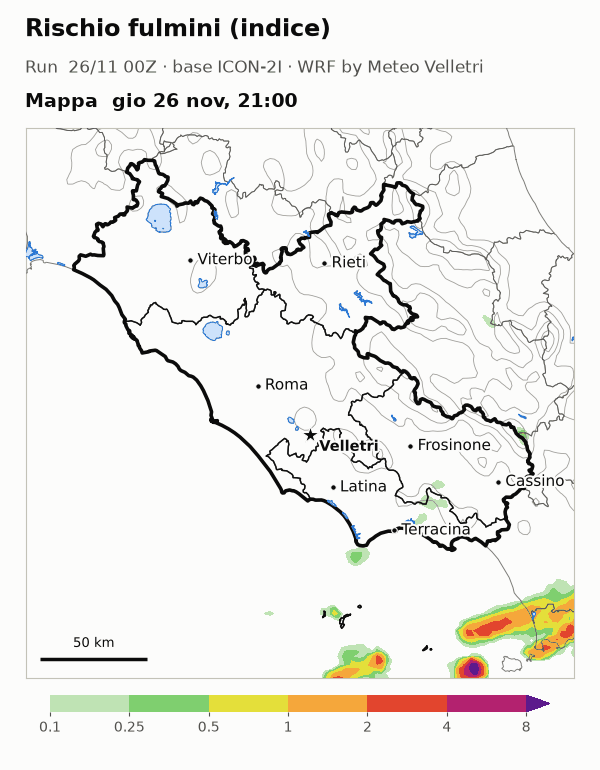 Rischio fulmini (indice)
Run  26/11 00Z · base ICON-2I · WRF by Meteo Velletri
Mappa  gio 26 nov, 21:00
Viterbo
Rieti
Roma
Velletri
Frosinone
Cassino
Latina
Terracina
50 km
0.1 0.25 0.5 1 2 4 8